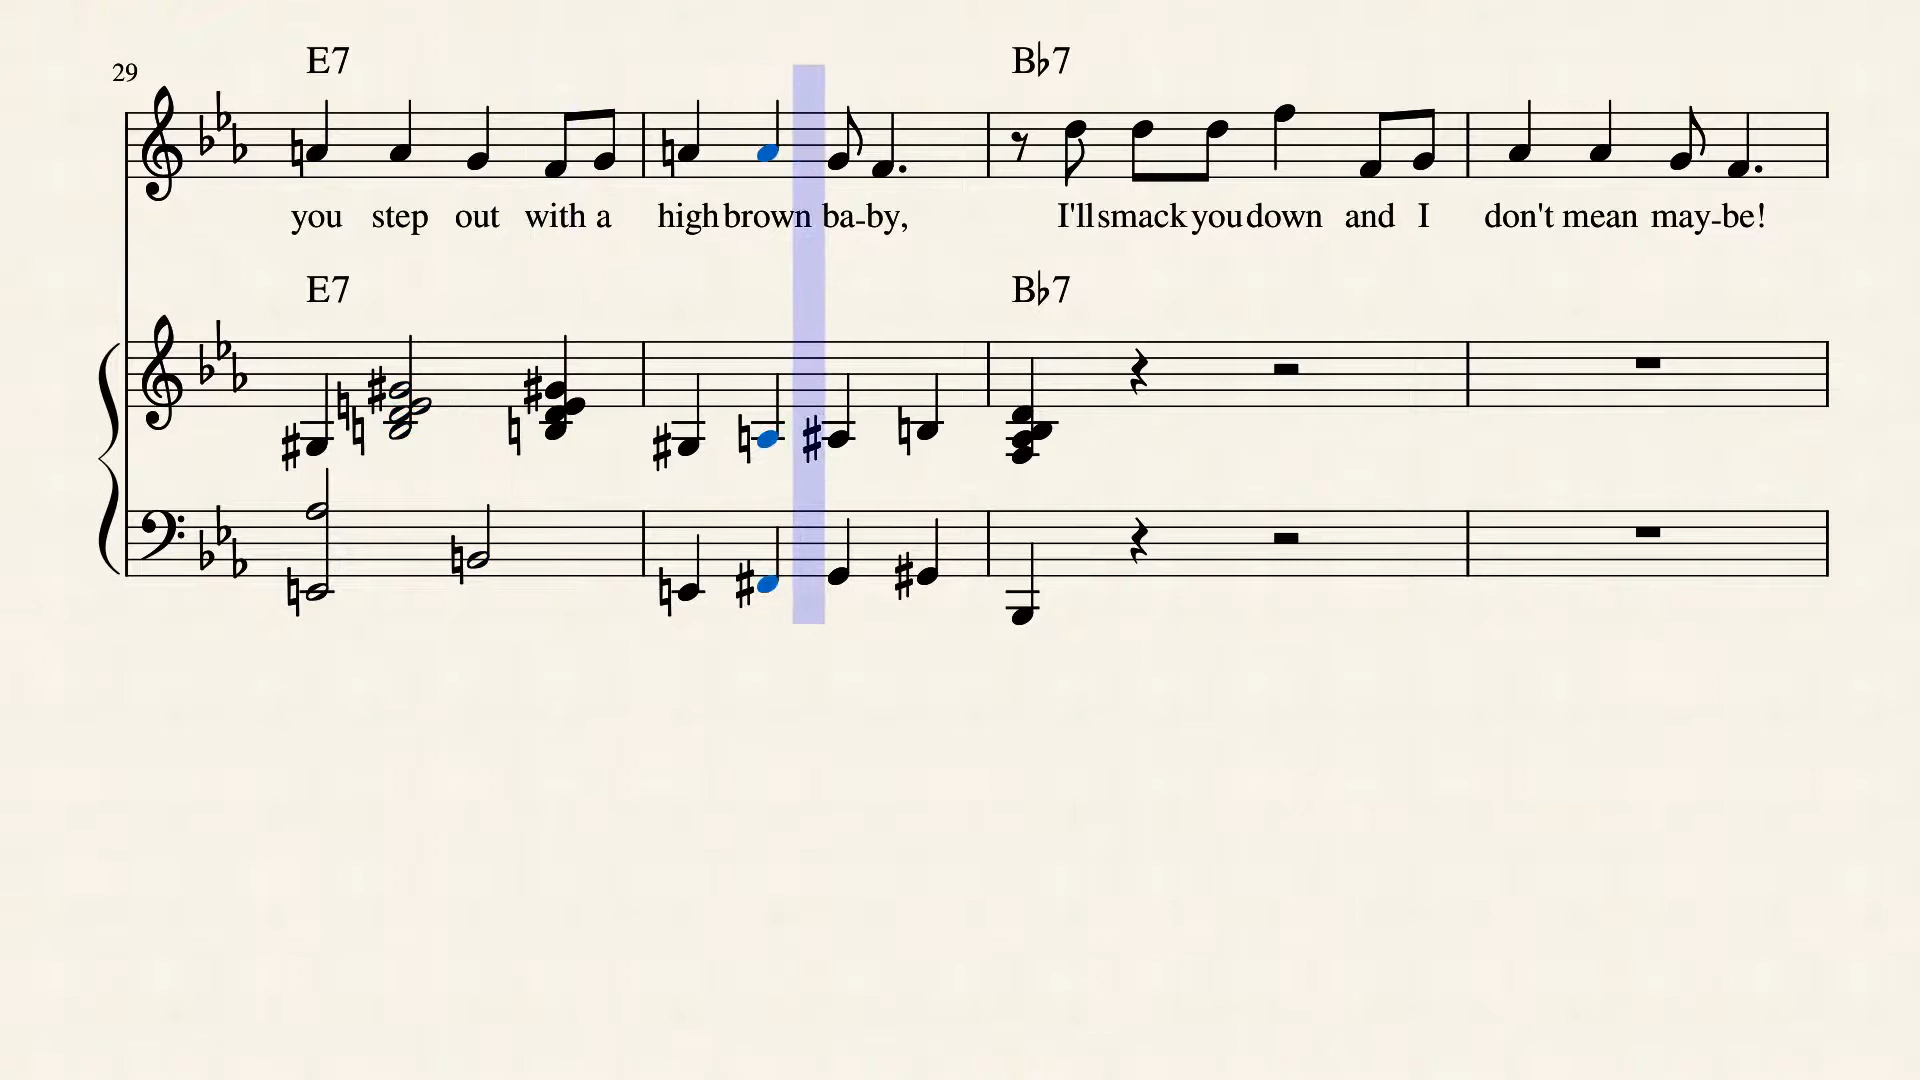 29
E7 B♭7
you step out with a high brown ba-by, I'll smack you down and I don't mean may-be!
E7 B♭7